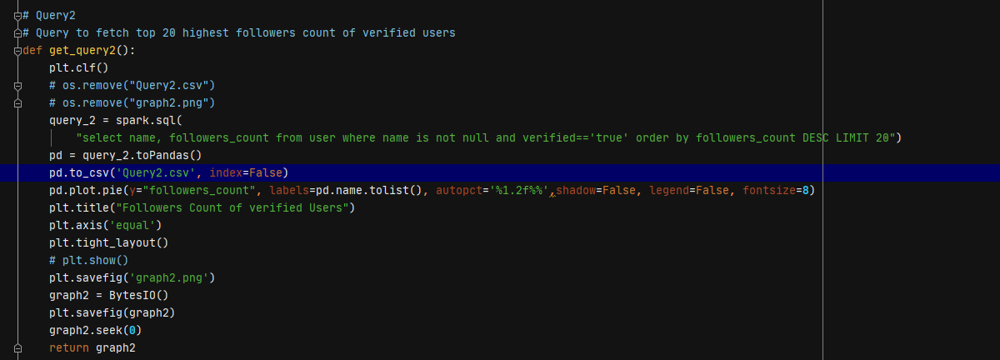 # Query2
# Query to fetch top 20 highest followers count of verified users
def get_query2():
    plt.clf()
    # os.remove("Query2.csv")
    # os.remove("graph2.png")
    query_2 = spark.sql(
        "select name, followers_count from user where name is not null and verified=='true' order by followers_count DESC LIMIT 20")
    pd = query_2.toPandas()
    pd.to_csv('Query2.csv', index=False)
    pd.plot.pie(y="followers_count", labels=pd.name.tolist(), autopct='%1.2f%%',shadow=False, legend=False, fontsize=8)
    plt.title("Followers Count of verified Users")
    plt.axis('equal')
    plt.tight_layout()
    # plt.show()
    plt.savefig('graph2.png')
    graph2 = BytesIO()
    plt.savefig(graph2)
    graph2.seek(0)
    return graph2